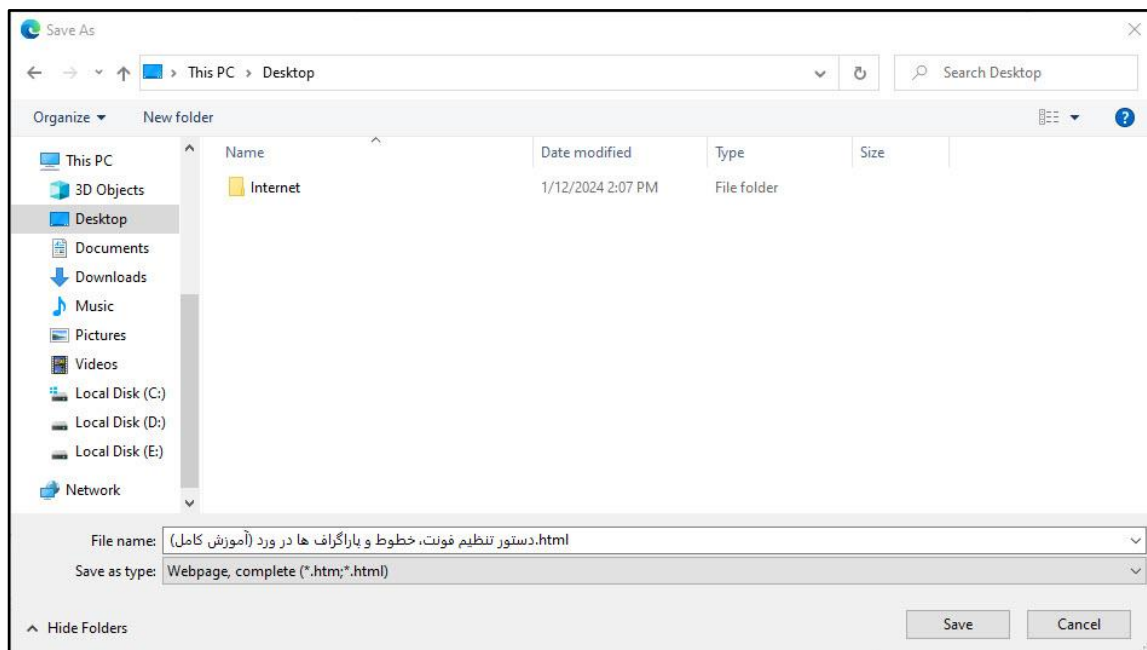 Save As
This PC > Desktop
Search Desktop
Organize
New folder
Name
Date modified
Type
Size
This PC
3D Objects
Desktop
Documents
Downloads
Music
Pictures
Videos
Local Disk (C:)
Local Disk (D:)
Local Disk (E:)
Network
Internet
1/12/2024 2:07 PM
File folder
File name: دستور تنظیم فونت، خطوط و پاراگراف ها در ورد (آموزش کامل).html
Save as type: Webpage, complete (*.htm;*.html)
Hide Folders
Save
Cancel